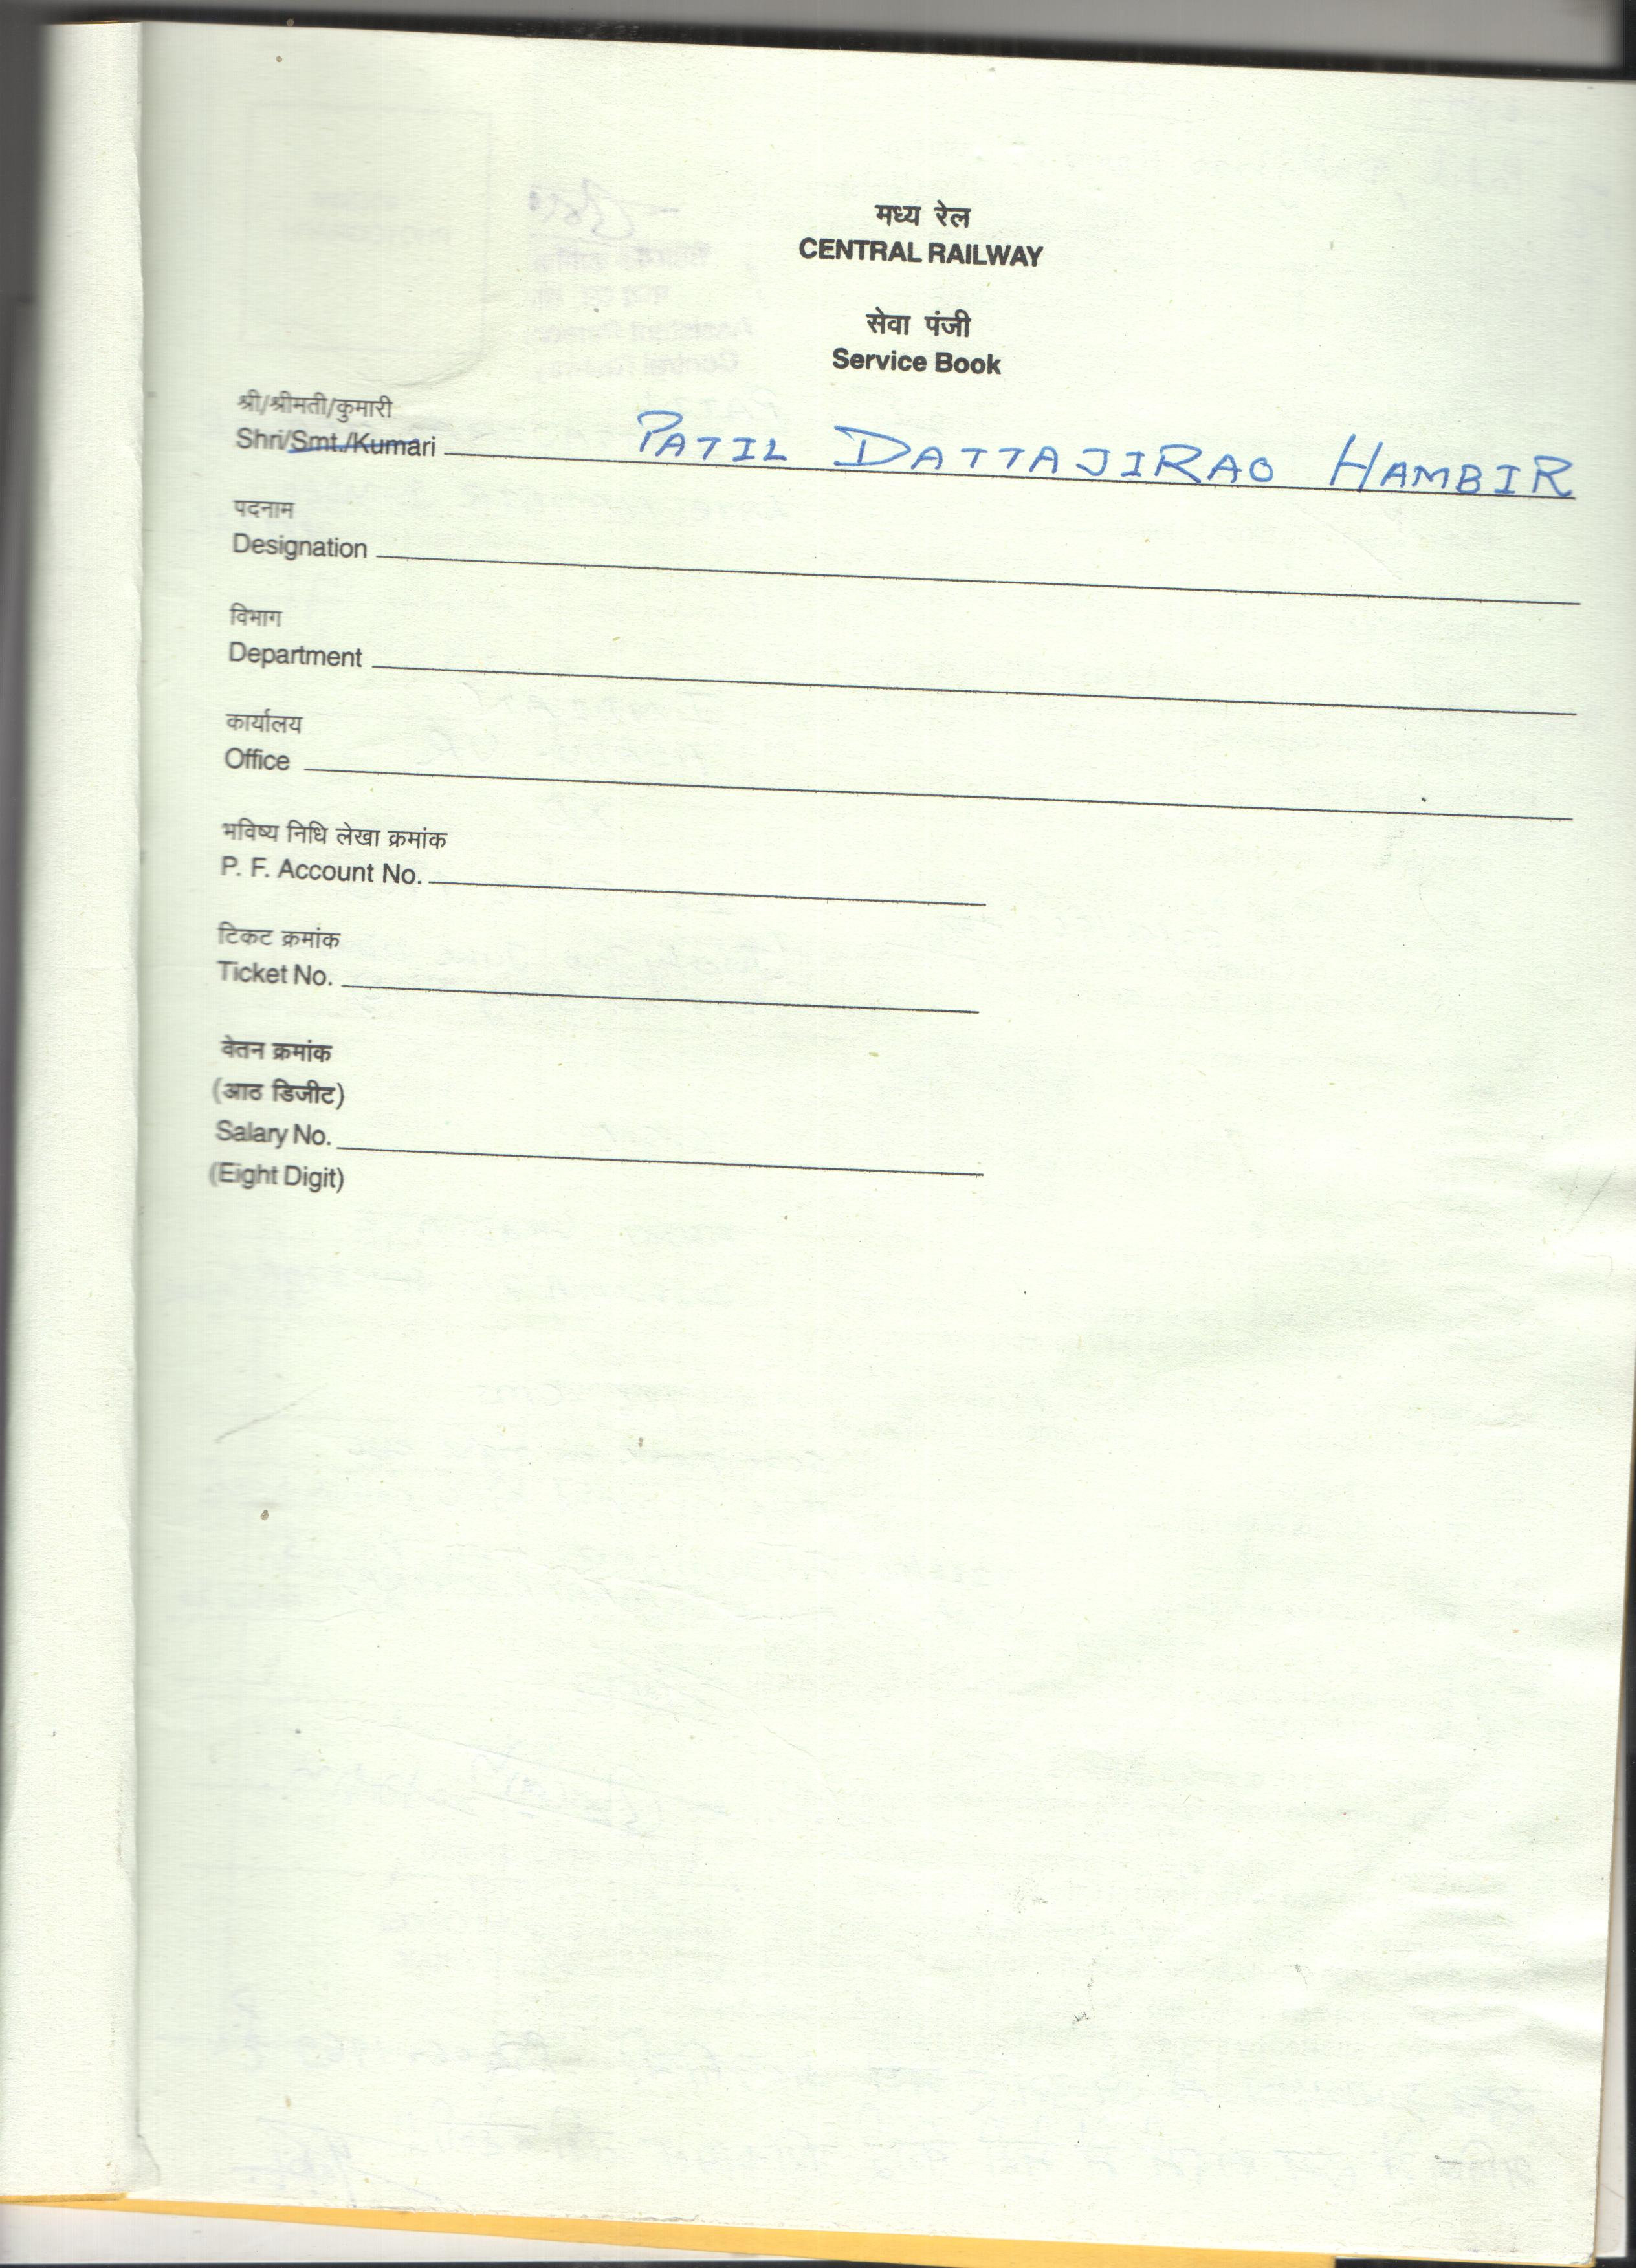 मध्य रेल
CENTRAL RAILWAY
सेवा पंजी
Service Book
श्री/श्रीमती/कुमारी
Shri/Smt./Kumari PATIL DATTAJIRAO HAMBIR
पदनाम
Designation
विभाग
Department
कार्यालय
Office
भविष्य निधि लेखा क्रमांक
P. F. Account No.
टिकट क्रमांक
Ticket No.
वेतन क्रमांक
(आठ डिजीट)
Salary No.
(Eight Digit)